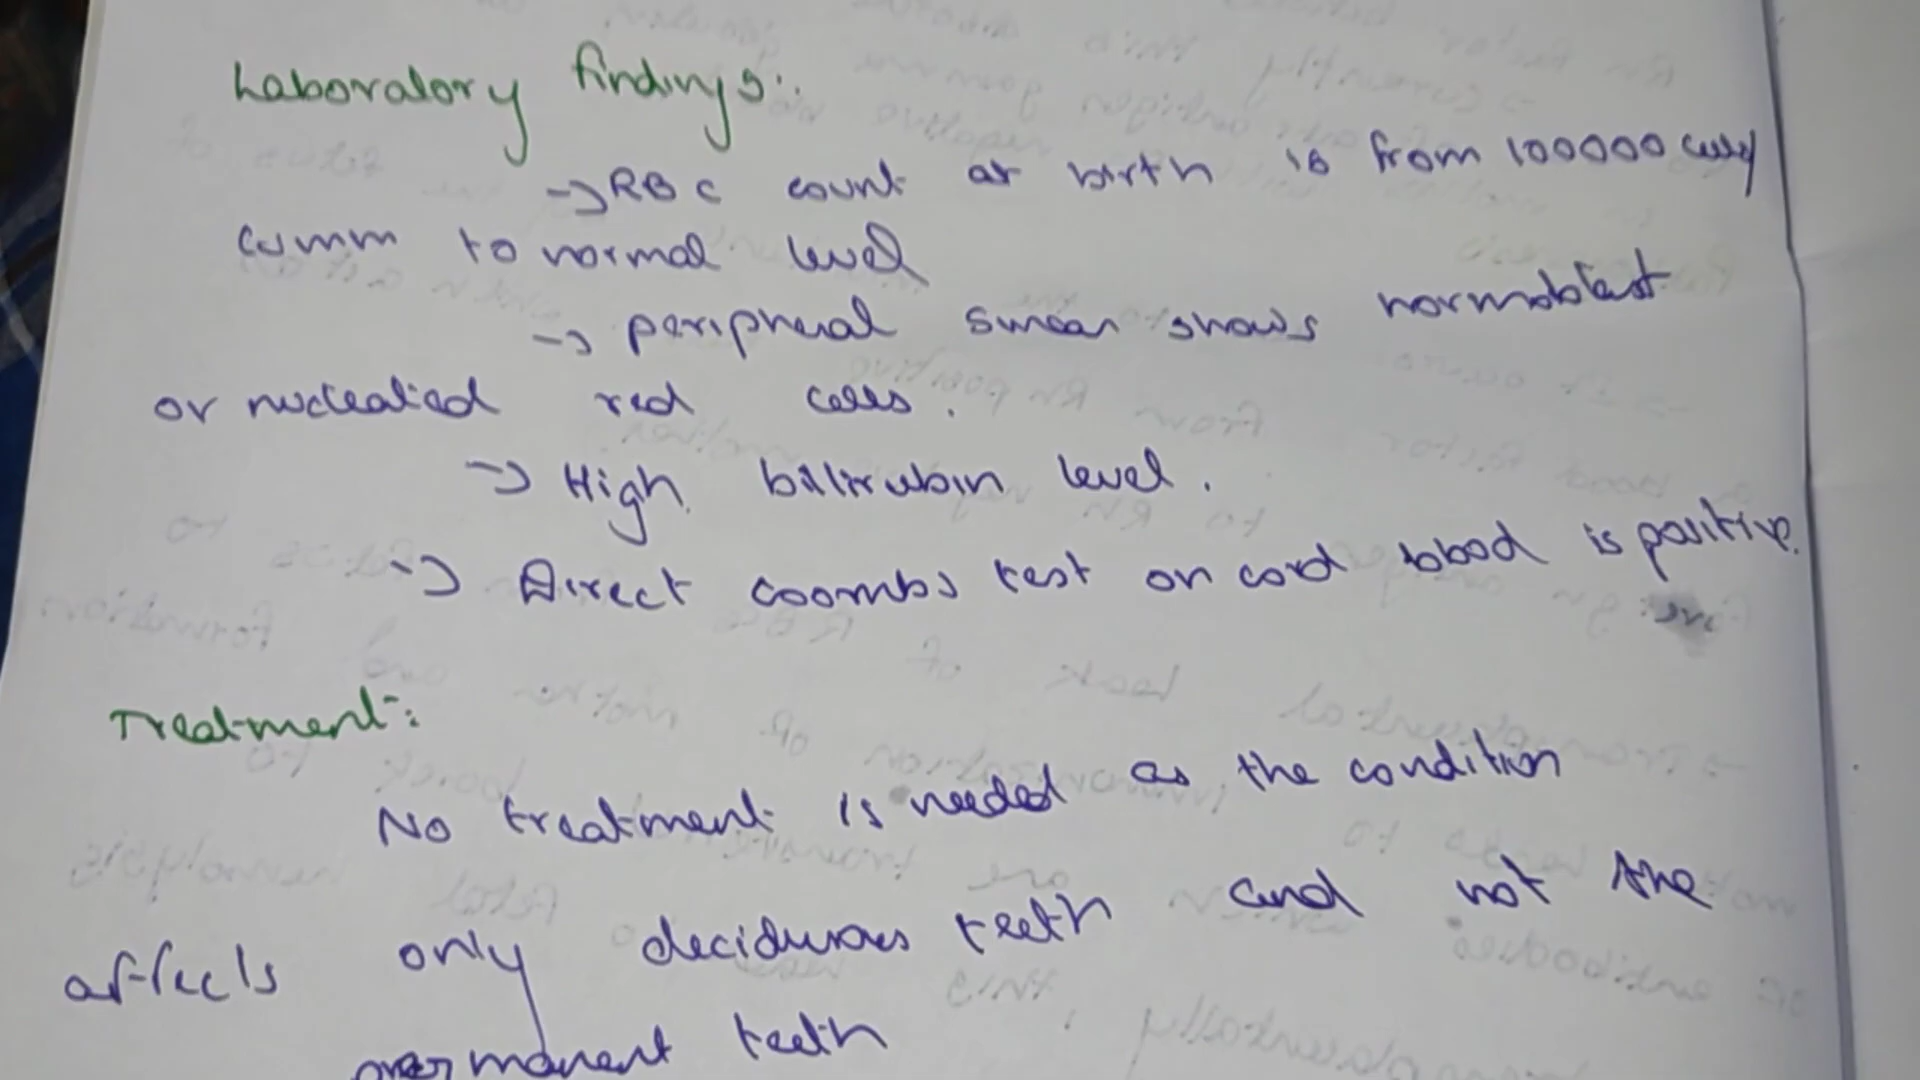 Laboratory findings:
→ RBC count at birth is from 100000 cells/
cumm to normal level
→ peripheral smear shows normoblast
or nucleated red cells.
→ High bilirubin level.
→ Direct coombs test on cord blood is positive.
Treatment:
No treatment is needed as the condition
affects only deciduous teeth and not the
permanent teeth